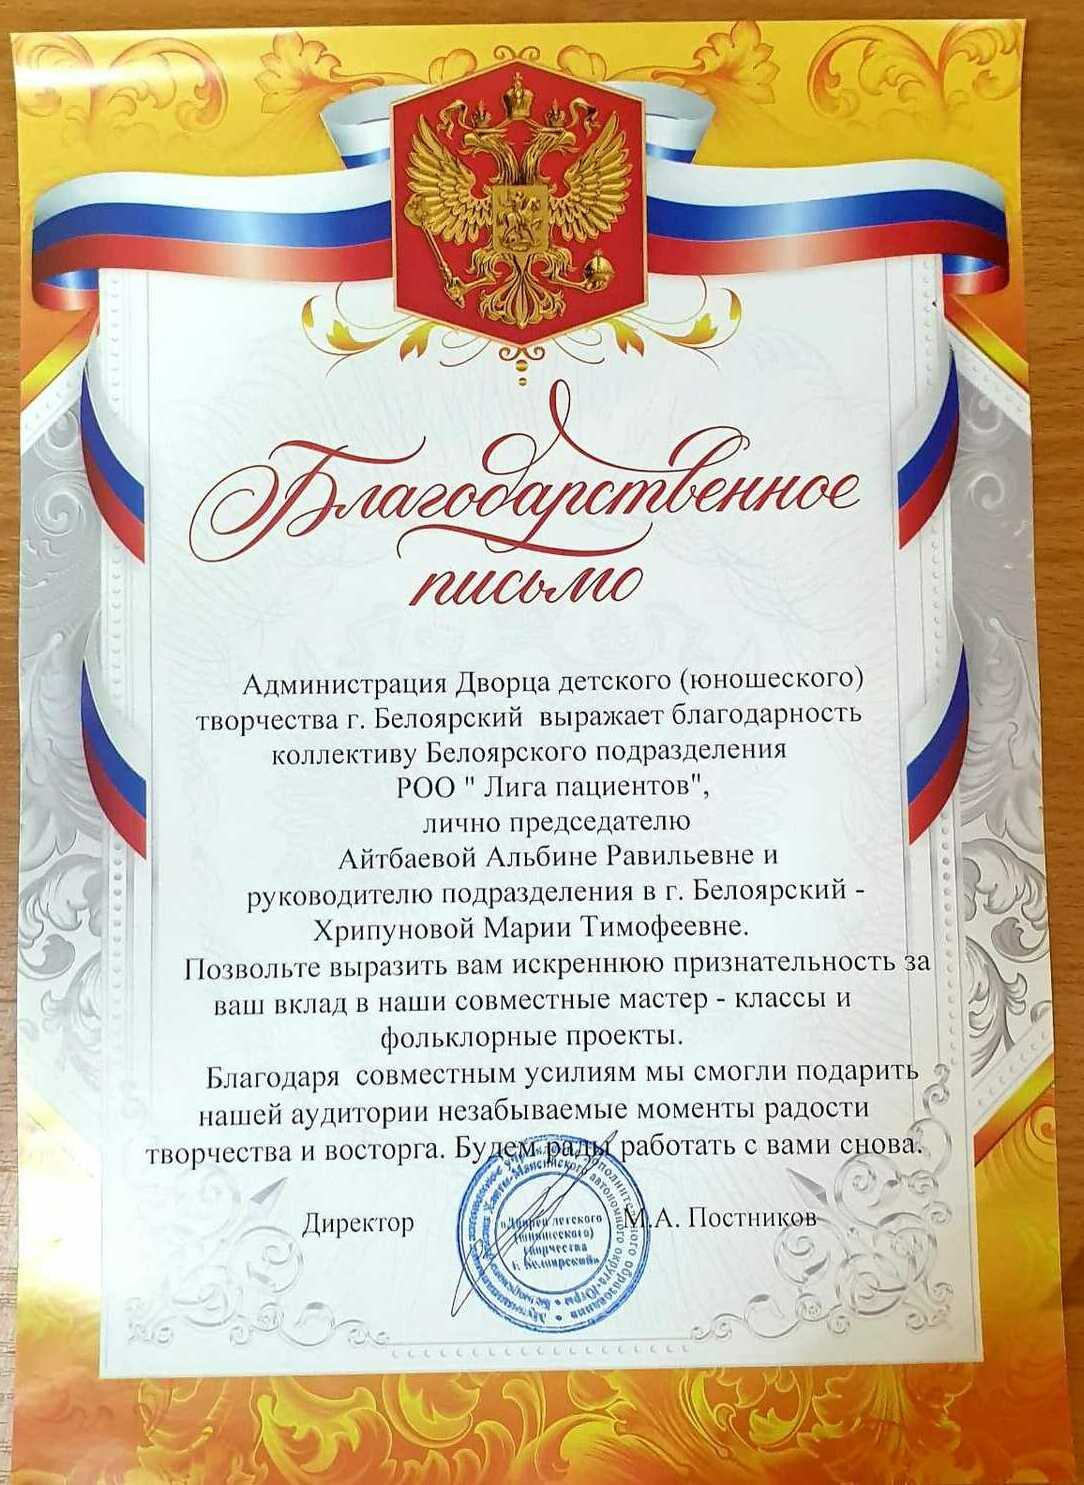 Благодарственное
письмо
Администрация Дворца детского (юношеского)
творчества г. Белоярский выражает благодарность
коллективу Белоярского подразделения
РОО " Лига пациентов",
лично председателю
Айтбаевой Альбине Равильевне и
руководителю подразделения в г. Белоярский -
Хрипуновой Марии Тимофеевне.
Позвольте выразить вам искреннюю признательность за
ваш вклад в наши совместные мастер - классы и
фольклорные проекты.
Благодаря совместным усилиям мы смогли подарить
нашей аудитории незабываемые моменты радости
творчества и восторга. Будем рады работать с вами снова.
Директор М.А. Постников
«Дворец детского
(юношеского)
творчества
г. Белоярский»